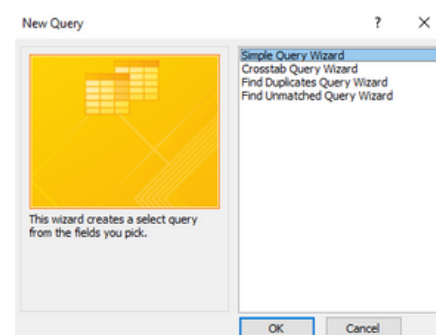 New Query
?
Simple Query Wizard
Crosstab Query Wizard
Find Duplicates Query Wizard
Find Unmatched Query Wizard
This wizard creates a select query
from the fields you pick.
OK
Cancel